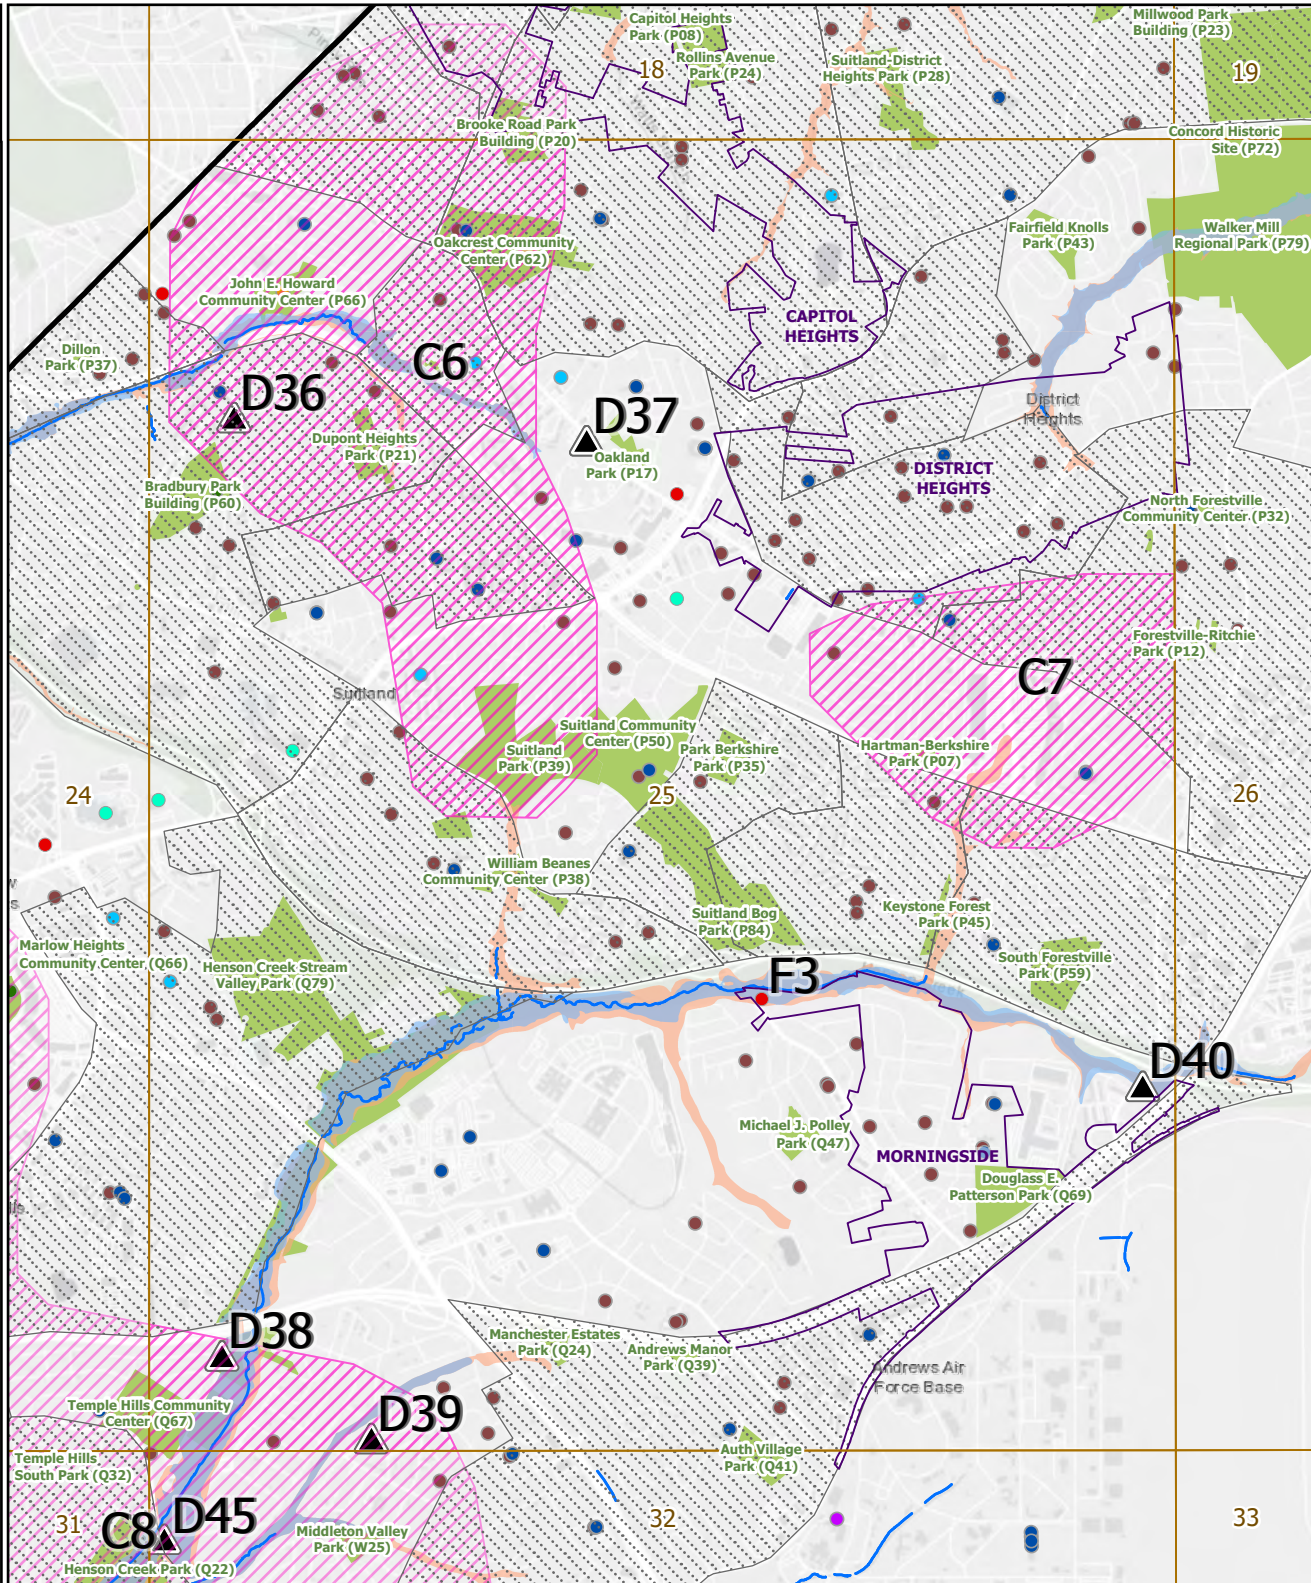 Capitol Heights
Park (P08)
Millwood Park
Building (P23)
18
Rollins Avenue
Park (P24)
Suitland-District
Heights Park (P28)
19
Brooke Road Park
Building (P20)
Concord Historic
Site (P72)
Oakcrest Community
Center (P62)
Fairfield Knolls
Park (P43)
Walker Mill
Regional Park (P79)
John E. Howard
Community Center (P66)
CAPITOL
HEIGHTS
Dillon
Park (P37)
C6
D36
D37
District
Heights
Dupont Heights
Park (P21)
Oakland
Park (P17)
DISTRICT
HEIGHTS
Bradbury Park
Building (P60)
North Forestville
Community Center (P32)
Forestville-Ritchie
Park (P12)
C7
Suitland
Suitland Community
Center (P50)
Suitland
Park (P39)
Park Berkshire
Park (P35)
Hartman-Berkshire
Park (P07)
24
25
26
William Beanes
Community Center (P38)
Suitland Bog
Park (P84)
Keystone Forest
Park (P45)
Marlow Heights
Community Center (Q66)
Henson Creek Stream
Valley Park (Q79)
South Forestville
Park (P59)
F3
D40
Michael J. Polley
Park (Q47)
MORNINGSIDE
Douglass E.
Patterson Park (Q69)
D38
Manchester Estates
Park (Q24)
Andrews Manor
Park (Q39)
Andrews Air
Force Base
Temple Hills Community
Center (Q67)
D39
Temple Hills
South Park (Q32)
Auth Village
Park (Q41)
31
C8
D45
32
33
Middleton Valley
Park (W25)
Henson Creek Park (Q22)